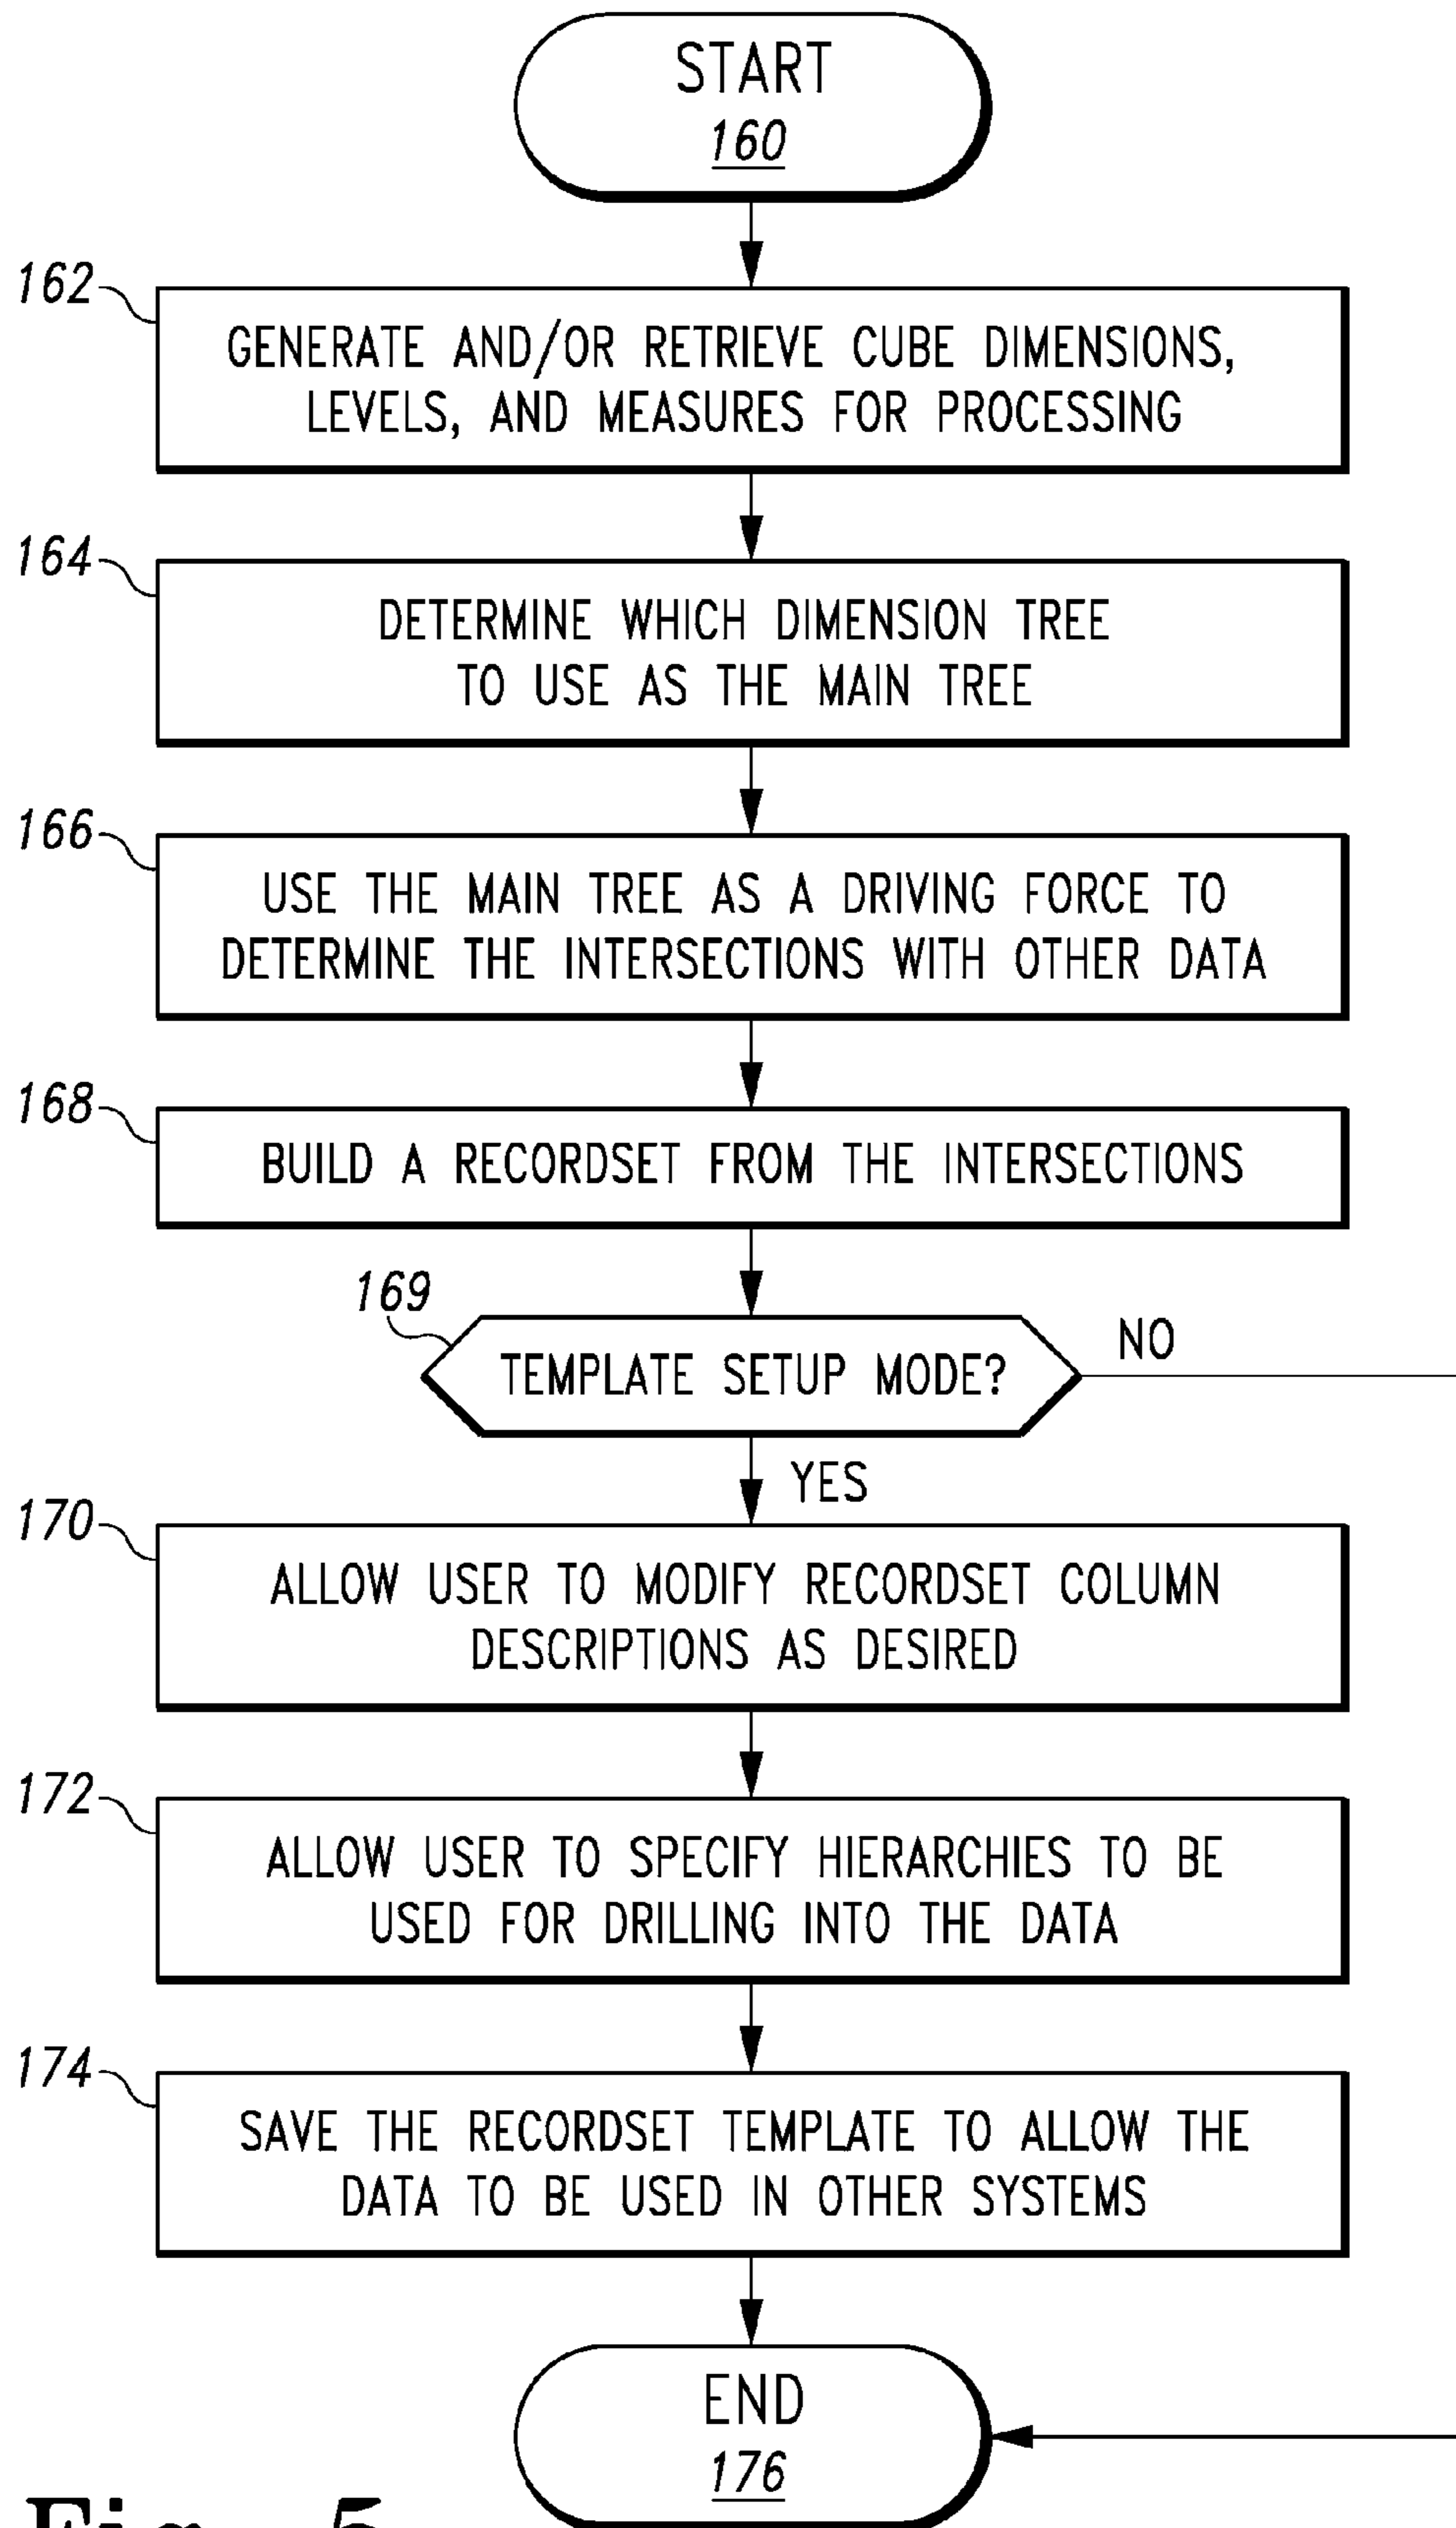 START
160
162
GENERATE AND/OR RETRIEVE CUBE DIMENSIONS,
LEVELS, AND MEASURES FOR PROCESSING
164
DETERMINE WHICH DIMENSION TREE
TO USE AS THE MAIN TREE
166
USE THE MAIN TREE AS A DRIVING FORCE TO
DETERMINE THE INTERSECTIONS WITH OTHER DATA
168
BUILD A RECORDSET FROM THE INTERSECTIONS
169
TEMPLATE SETUP MODE?
NO
YES
170
ALLOW USER TO MODIFY RECORDSET COLUMN
DESCRIPTIONS AS DESIRED
172
ALLOW USER TO SPECIFY HIERARCHIES TO BE
USED FOR DRILLING INTO THE DATA
174
SAVE THE RECORDSET TEMPLATE TO ALLOW THE
DATA TO BE USED IN OTHER SYSTEMS
END
176
Fig. 5